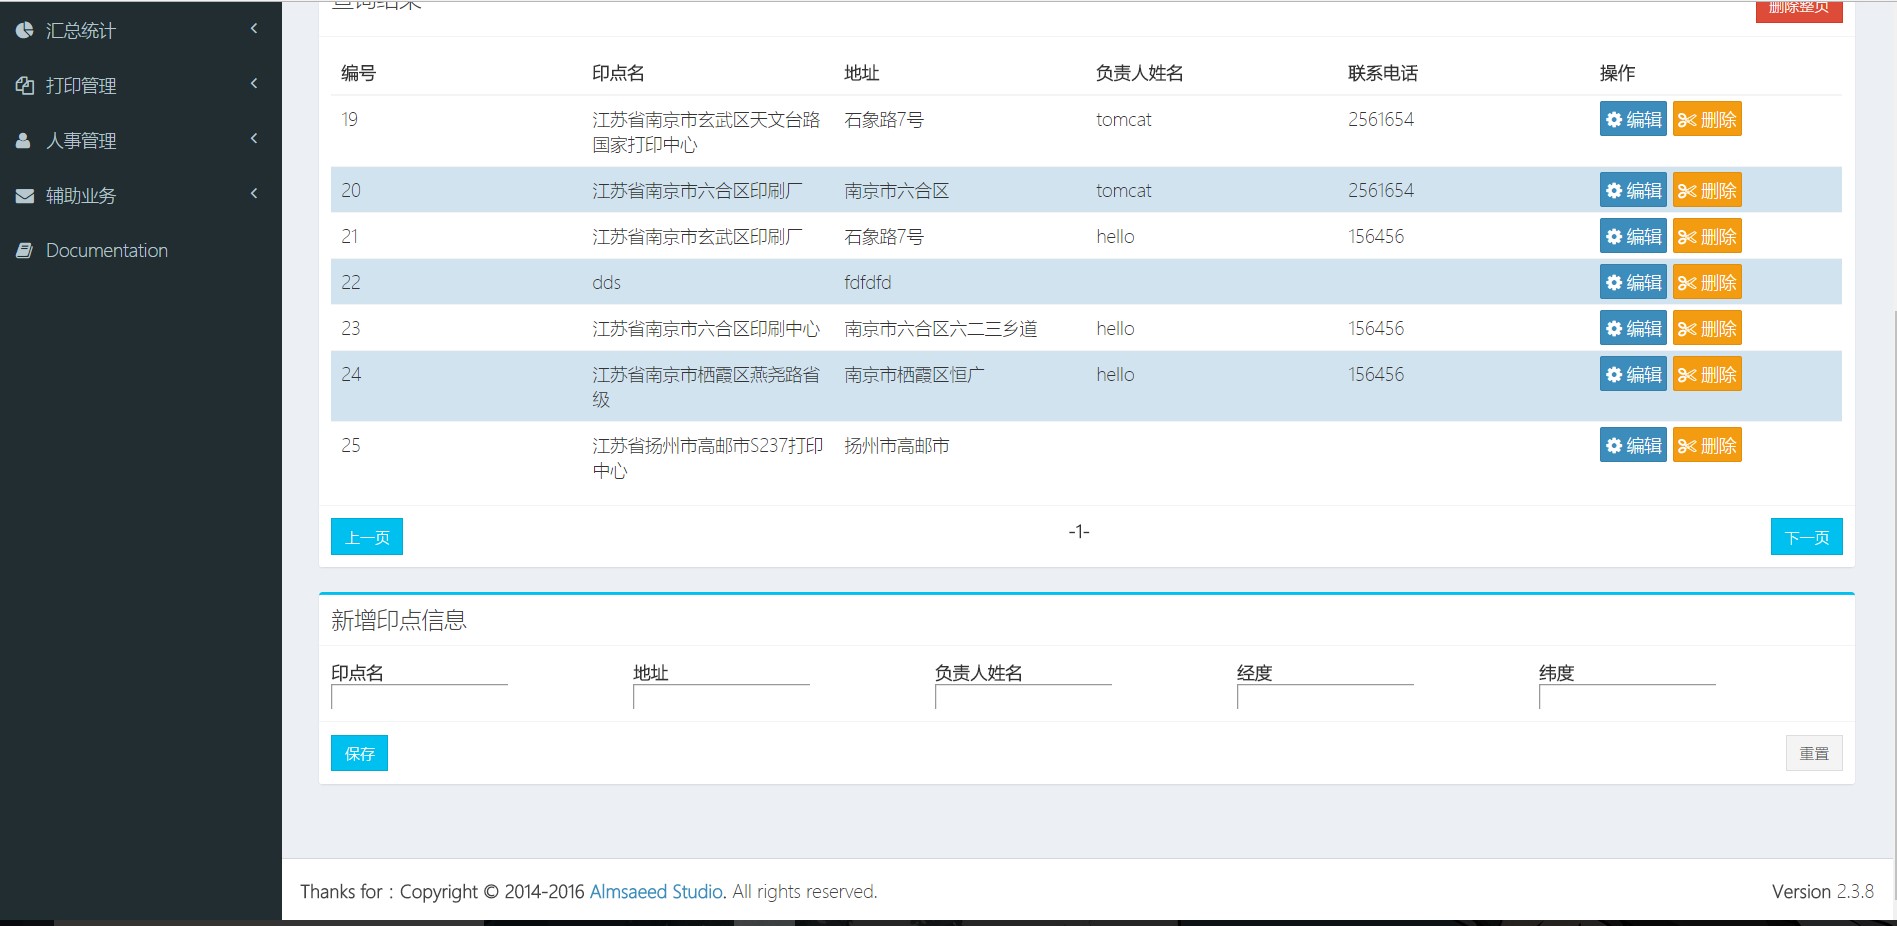 汇总统计
打印管理
人事管理
辅助业务
Documentation
查询结果
删除整页
编号 印点名 地址 负责人姓名 联系电话 操作
19 江苏省南京市玄武区天文台路 石象路7号 tomcat 2561654 编辑 删除
国家打印中心
20 江苏省南京市六合区印刷厂 南京市六合区 tomcat 2561654 编辑 删除
21 江苏省南京市玄武区印刷厂 石象路7号 hello 156456 编辑 删除
22 dds fdfdfd 编辑 删除
23 江苏省南京市六合区印刷中心 南京市六合区六二三乡道 hello 156456 编辑 删除
24 江苏省南京市栖霞区燕尧路省 南京市栖霞区恒广 hello 156456 编辑 删除
级
25 江苏省扬州市高邮市S237打印 扬州市高邮市 编辑 删除
中心
上一页 -1- 下一页
新增印点信息
印点名 地址 负责人姓名 经度 纬度
保存 重置
Thanks for : Copyright © 2014-2016 Almsaeed Studio. All rights reserved. Version 2.3.8